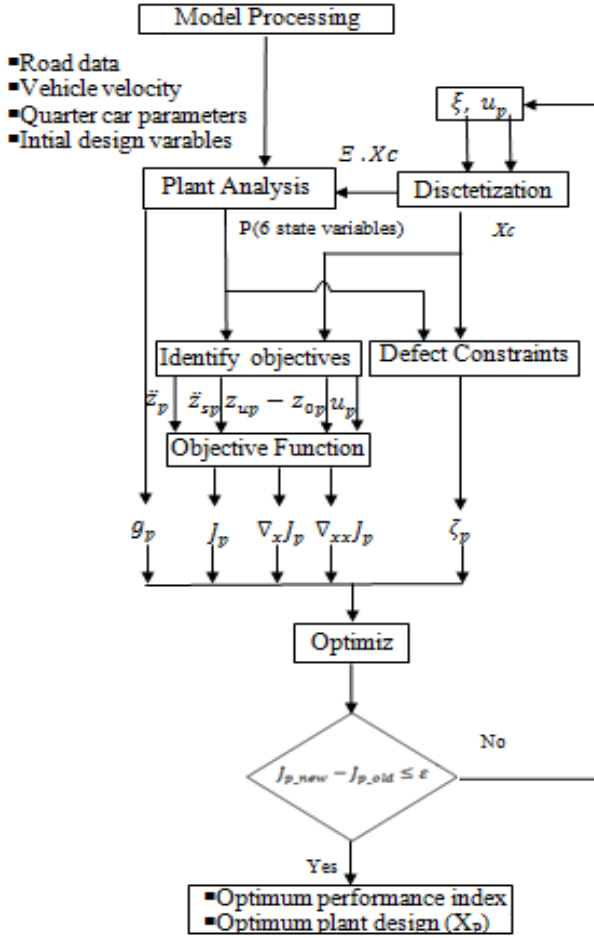 Model Processing
▪Road data
▪Vehicle velocity
▪Quarter car parameters
▪Intial design varables
ξ, u_p,
Ξ .Xc
Plant Analysis
Disctetization
P(6 state variables)
Xc
Identify objectives
Defect Constraints
z̈_p z̈_sp z_up − z_0p u_p
Objective Function
g_p J_p ∇_x J_p ∇_xx J_p ζ_p
Optimiz
No
J_p_new − J_p_old ≤ ε
Yes
▪Optimum performance index
▪Optimum plant design (X_P)